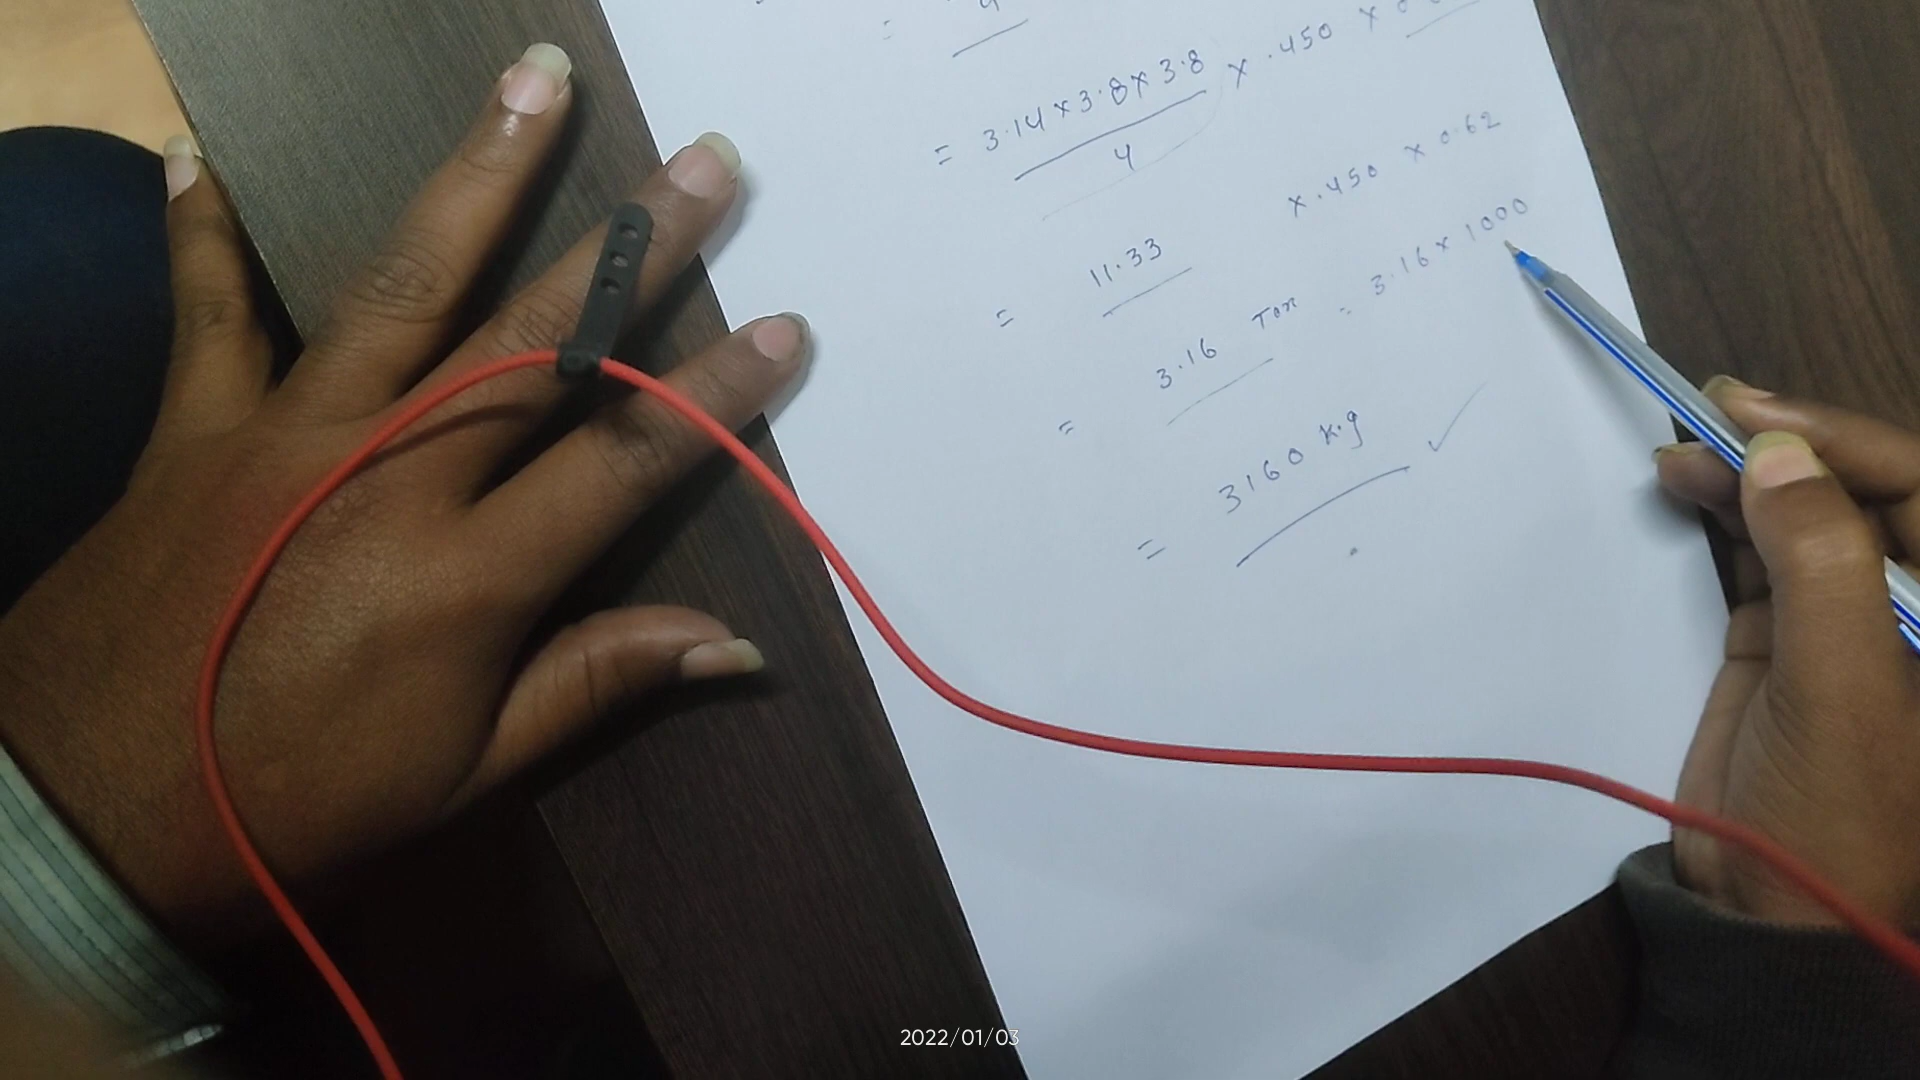 = 4
= 3.14 x 3.8 x 3.8 x .450 x
4
= 11.33 x .450 x 0.62
= 3.16 Ton = 3.16 x 1000
= 3160 k.g ✓
2022/01/03